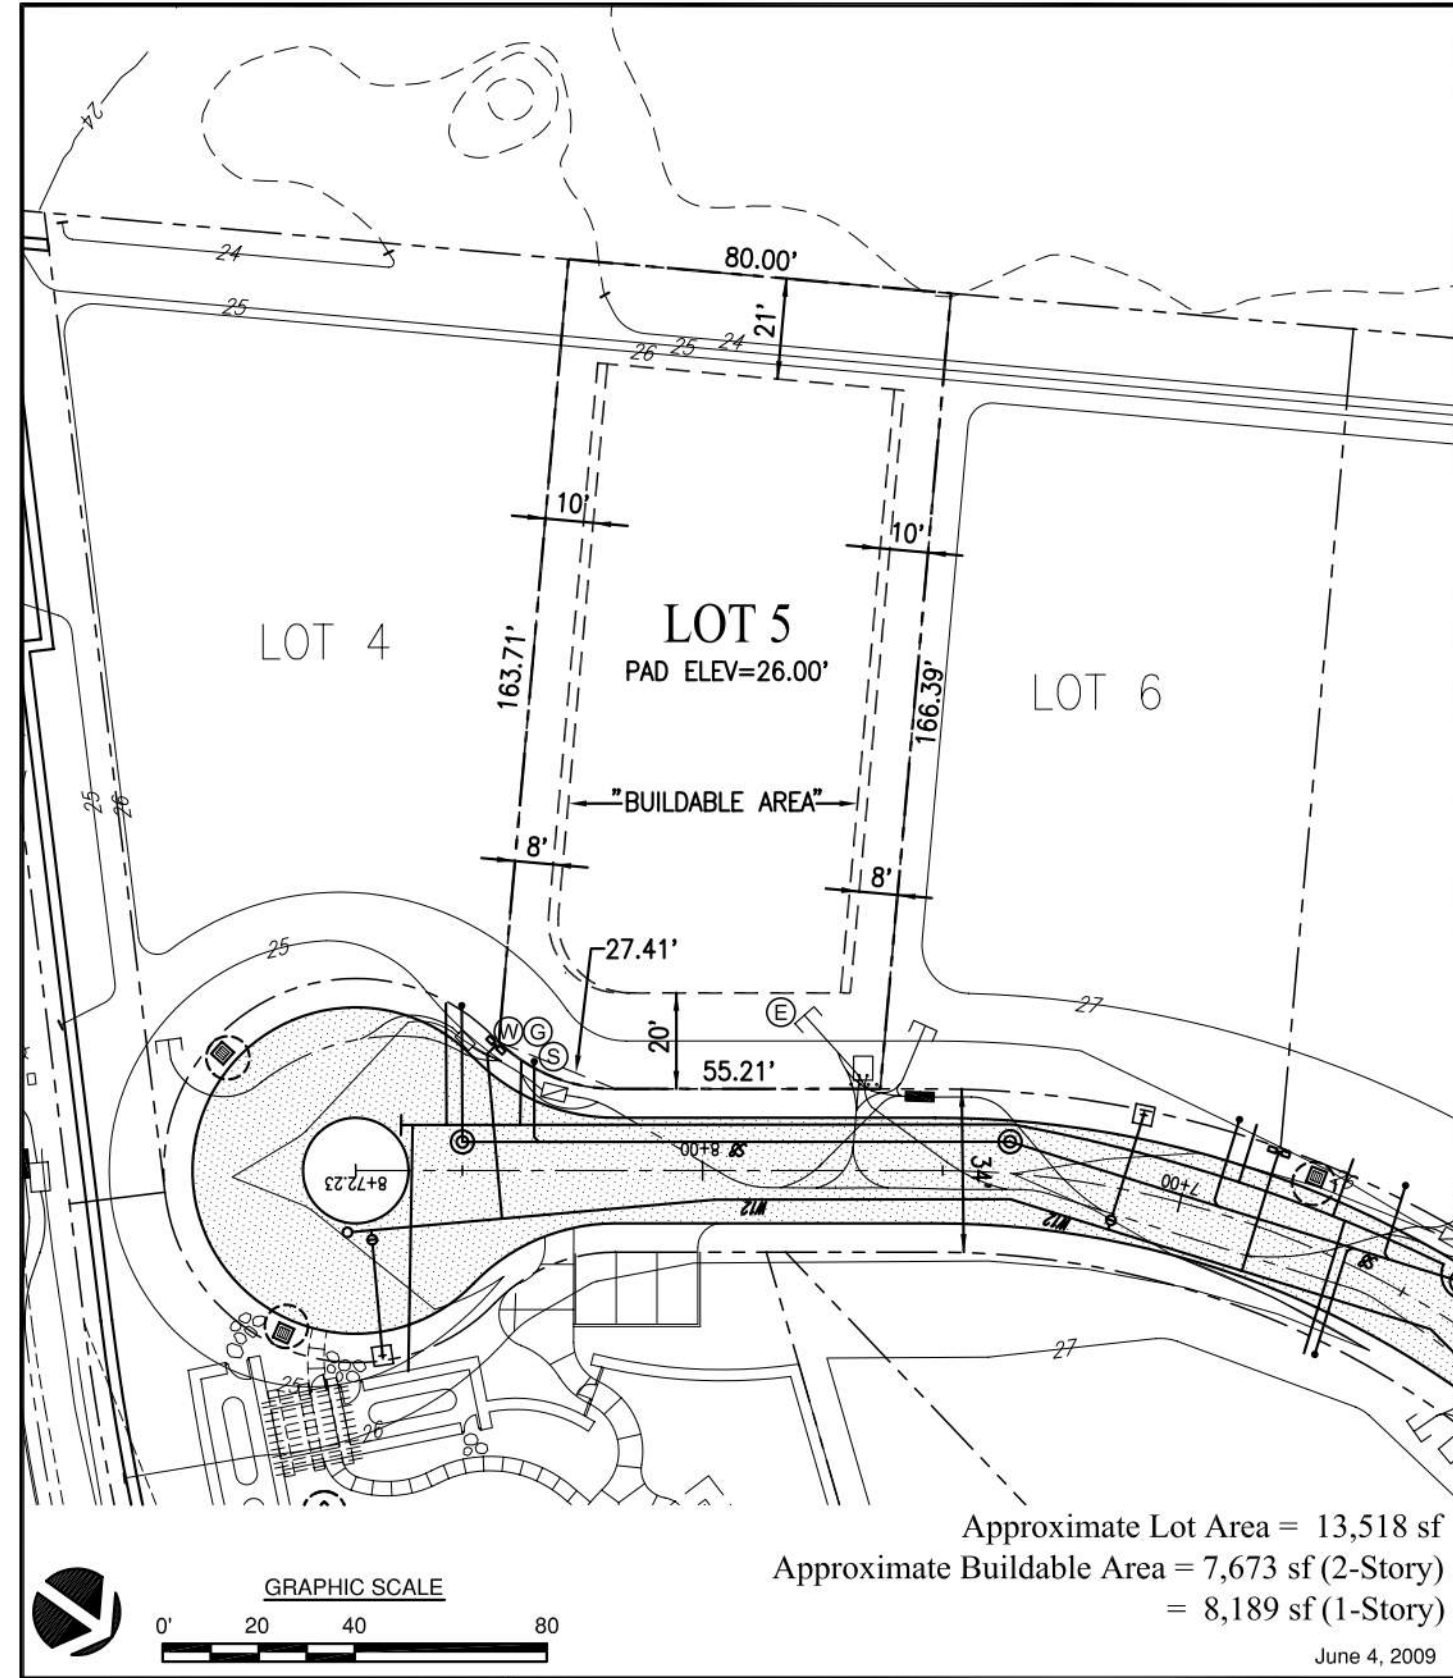 24
80.00'
24
21'
25
26 25 24
10'
10'
LOT 5
LOT 4
PAD ELEV=26.00'
163.71'
166.39'
LOT 6
25
26
"BUILDABLE AREA"
8'
8'
25
27.41'
27
W G
S
E
20'
55.21'
8+00
S8
34'
8+72.23
7+00
W12
W12
S8
27
25
26
Approximate Lot Area = 13,518 sf
Approximate Buildable Area = 7,673 sf (2-Story)
= 8,189 sf (1-Story)
GRAPHIC SCALE
0' 20 40 80
June 4, 2009